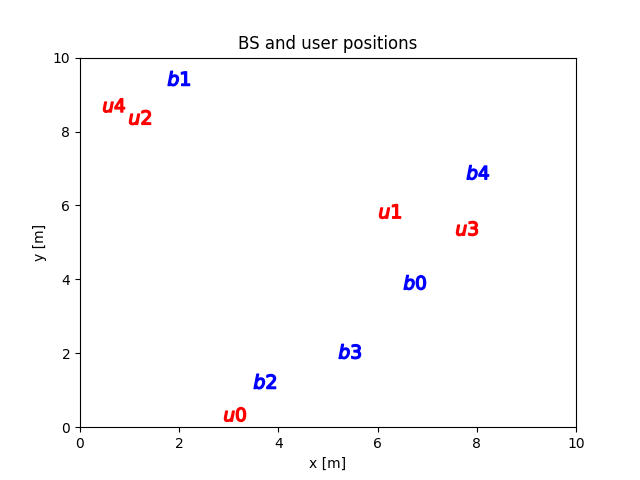 BS and user positions
10
b1
u4
u2
8
b4
y [m]
6
u1
u3
4
b0
b3
2
b2
u0
0
0 2 4 6 8 10
x [m]